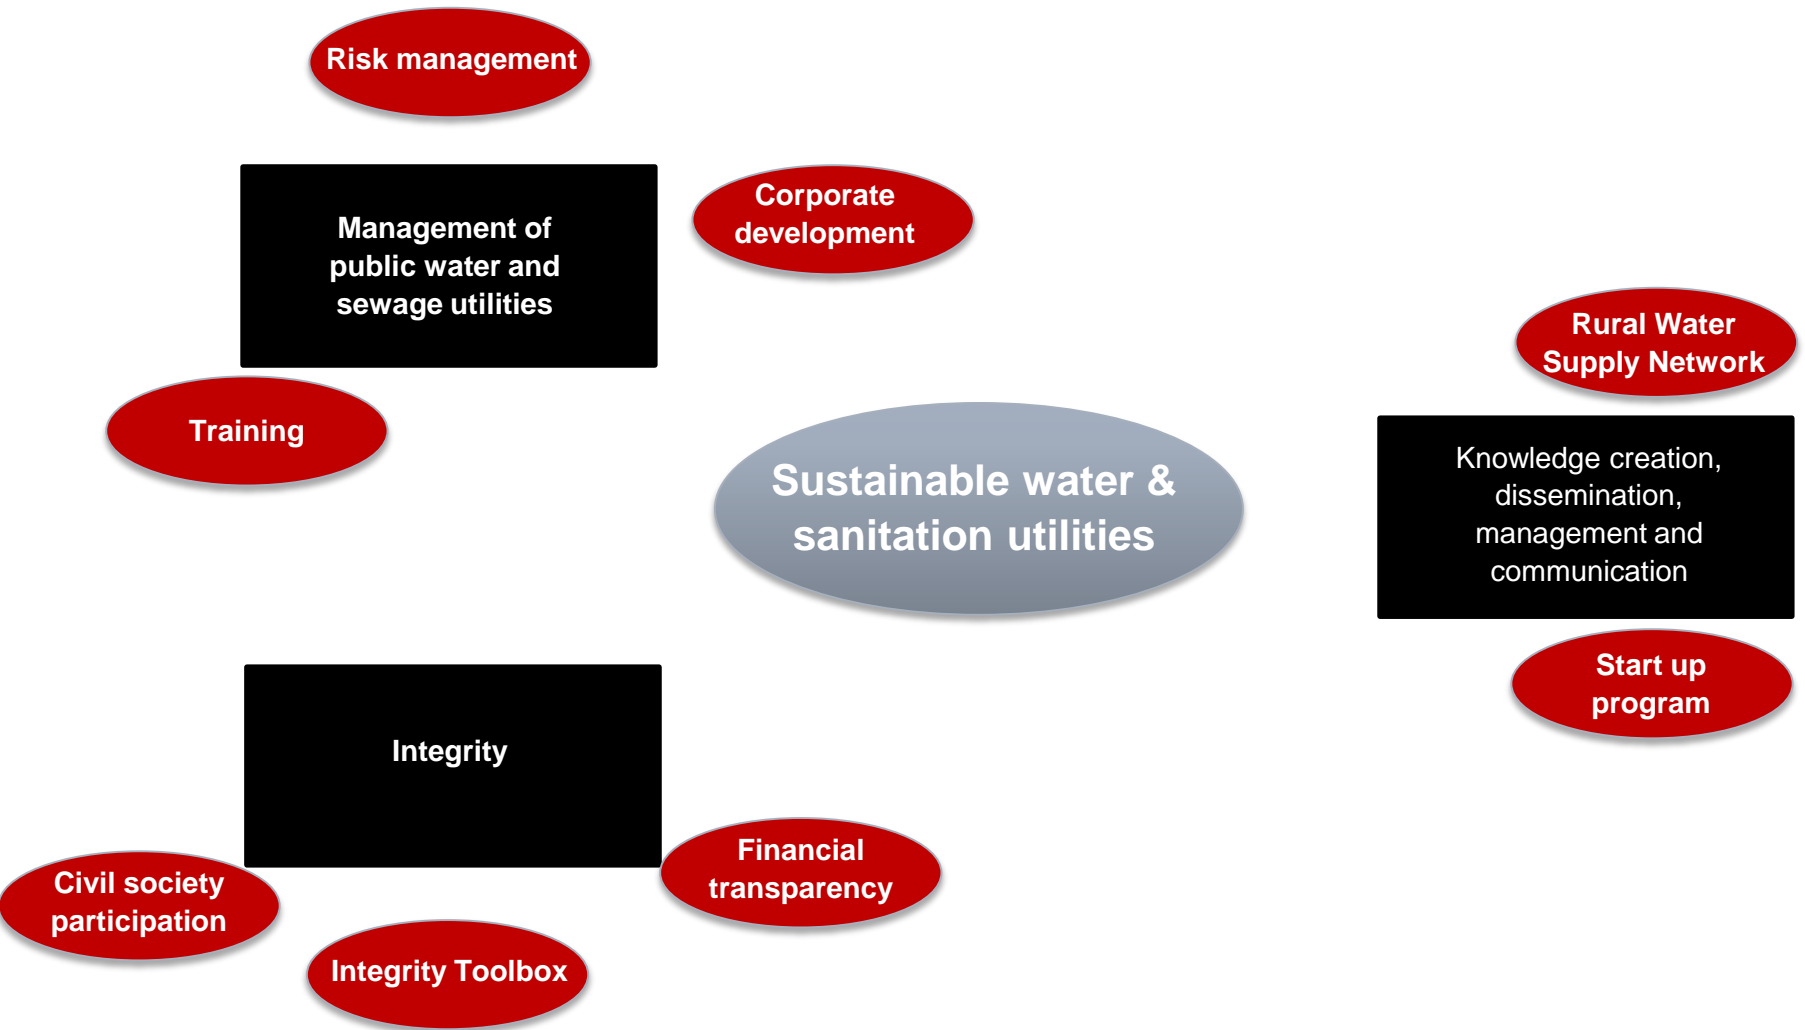 Risk management
Management of
public water and
sewage utilities
Corporate
development
Training
Rural Water
Supply Network
Sustainable water &
sanitation utilities
Knowledge creation,
dissemination,
management and
communication
Start up
program
Integrity
Financial
transparency
Civil society
participation
Integrity Toolbox